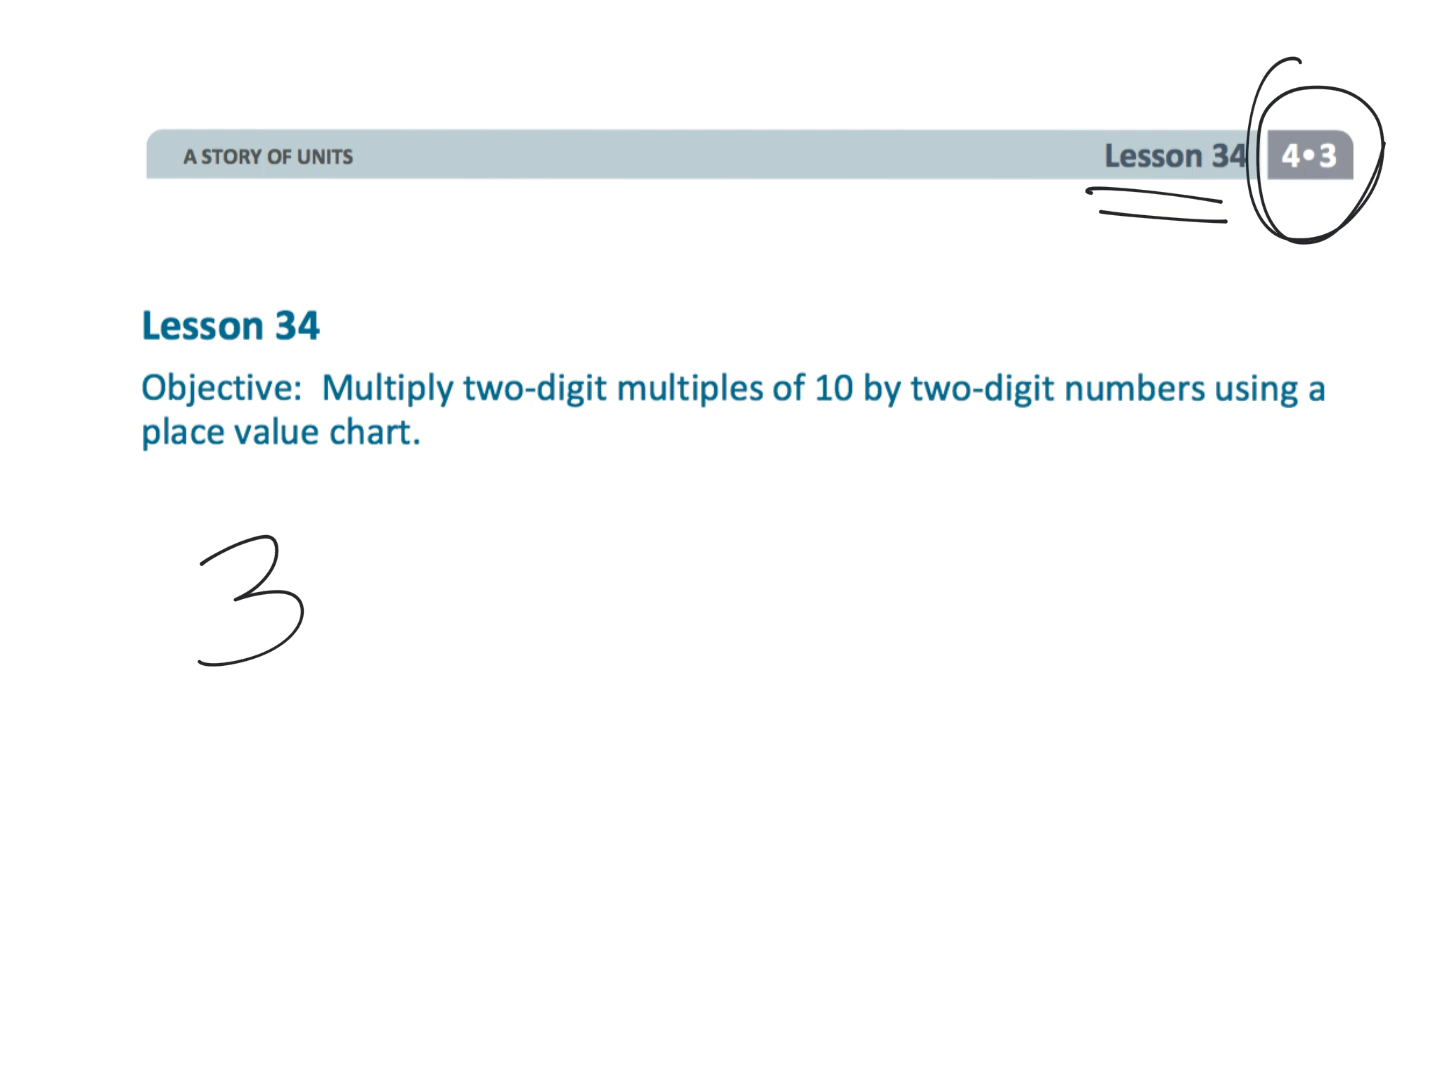 A STORY OF UNITS Lesson 34 4•3
Lesson 34
Objective: Multiply two-digit multiples of 10 by two-digit numbers using a
place value chart.
3